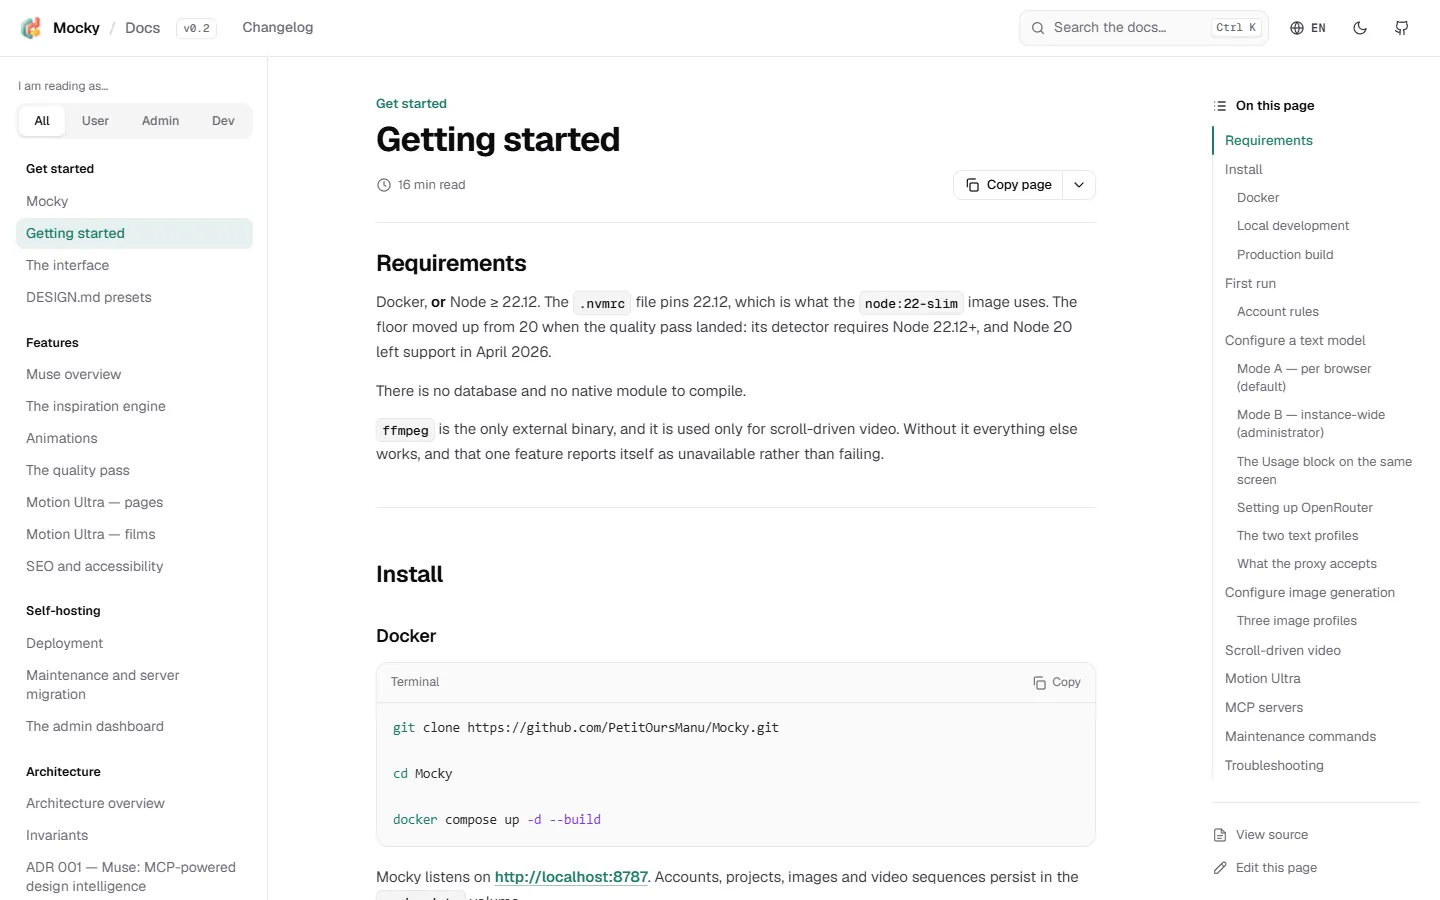 Mocky / Docs v0.2 Changelog
Search the docs... Ctrl K EN
I am reading as...
All User Admin Dev
Get started
Mocky
Getting started
The interface
DESIGN.md presets
Features
Muse overview
The inspiration engine
Animations
The quality pass
Motion Ultra — pages
Motion Ultra — films
SEO and accessibility
Self-hosting
Deployment
Maintenance and server
migration
The admin dashboard
Architecture
Architecture overview
Invariants
ADR 001 — Muse: MCP-powered
design intelligence
Get started
Getting started
16 min read
Copy page
Requirements
Docker, or Node ≥ 22.12. The .nvmrc file pins 22.12, which is what the node:22-slim image uses. The
floor moved up from 20 when the quality pass landed: its detector requires Node 22.12+, and Node 20
left support in April 2026.
There is no database and no native module to compile.
ffmpeg is the only external binary, and it is used only for scroll-driven video. Without it everything else
works, and that one feature reports itself as unavailable rather than failing.
Install
Docker
Terminal Copy
git clone https://github.com/PetitOursManu/Mocky.git
cd Mocky
docker compose up -d --build
Mocky listens on http://localhost:8787. Accounts, projects, images and video sequences persist in the
On this page
Requirements
Install
Docker
Local development
Production build
First run
Account rules
Configure a text model
Mode A — per browser
(default)
Mode B — instance-wide
(administrator)
The Usage block on the same
screen
Setting up OpenRouter
The two text profiles
What the proxy accepts
Configure image generation
Three image profiles
Scroll-driven video
Motion Ultra
MCP servers
Maintenance commands
Troubleshooting
View source
Edit this page